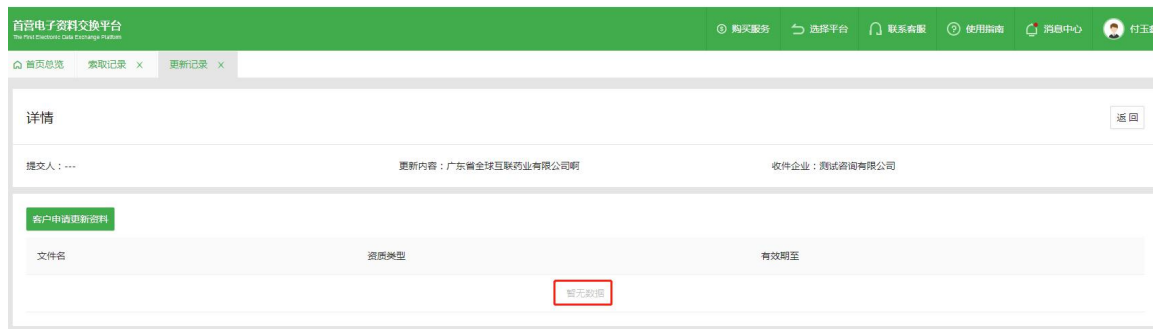 首营电子资料交换平台
The First Electronic Data Exchange Platform
购买服务 选择平台 联系客服 使用指南 消息中心 付玉
首页总览 索取记录 × 更新记录 ×
详情
返回
提交人：--- 更新内容：广东省全球互联药业有限公司啊 收件企业：测试咨询有限公司
客户申请更新资料
文件名 资质类型 有效期至
暂无数据